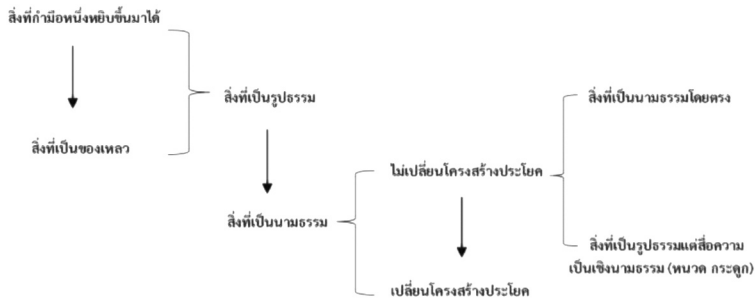 สิ่งที่กำมือหนึ่งหยิบขึ้นมาได้
สิ่งที่เป็นของเหลว
สิ่งที่เป็นรูปธรรม
สิ่งที่เป็นนามธรรม
ไม่เปลี่ยนโครงสร้างประโยค
เปลี่ยนโครงสร้างประโยค
สิ่งที่เป็นนามธรรมโดยตรง
สิ่งที่เป็นรูปธรรมแต่สื่อความ
เป็นเชิงนามธรรม (หนวด กระดูก)